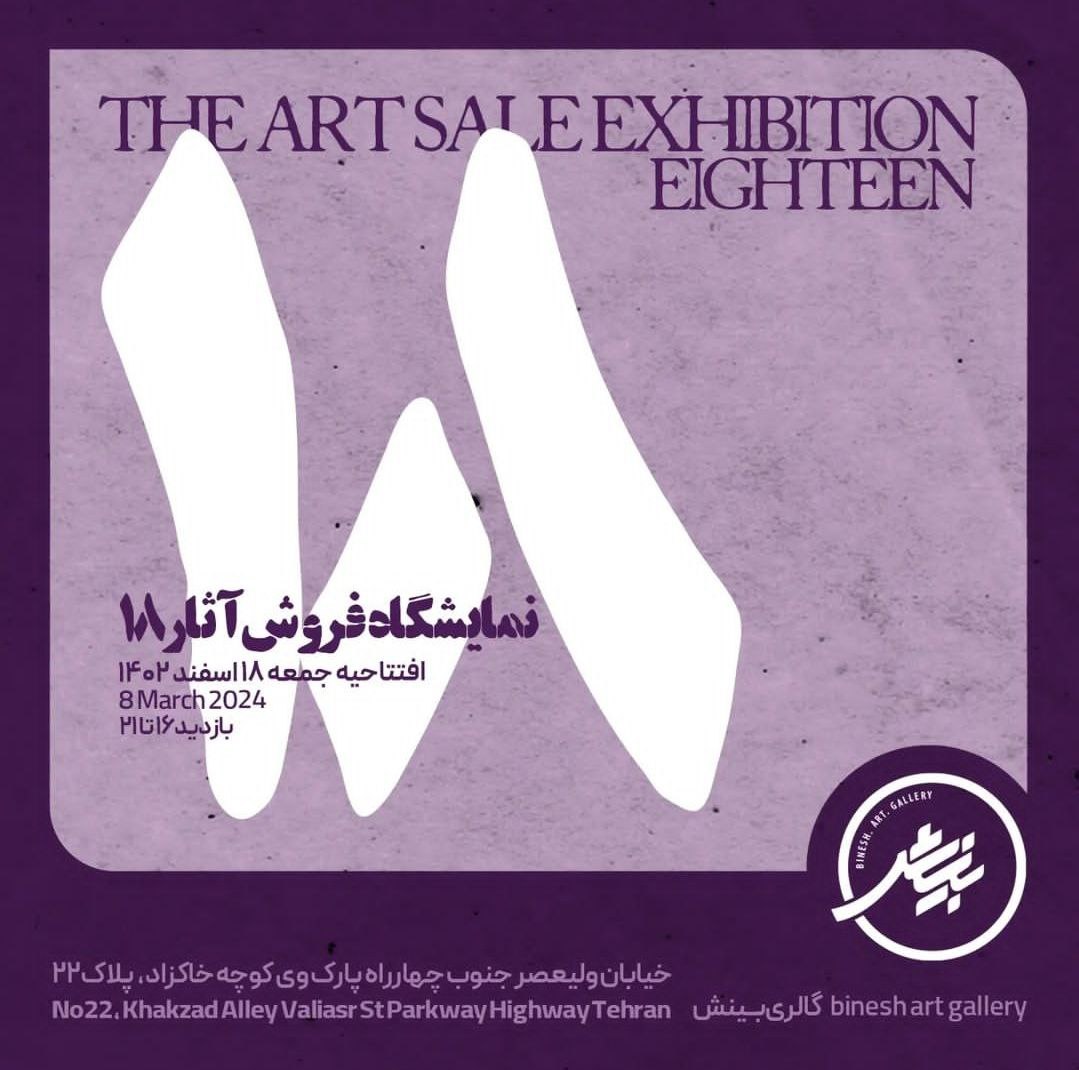 THE ART SALE EXHIBITION
EIGHTEEN
۱۸
نمایشگاه فروش آثار ۱۸
افتتاحیه جمعه ۱۸ اسفند ۱۴۰۲
8 March 2024
بازدید ۱۶ تا ۲۱
BINESH. ART. GALLERY
بینش
خیابان ولیعصر جنوب چهارراه پارک وی کوچه خاکزاد، پلاک ۲۲
No22, Khakzad Alley Valiasr St Parkway Highway Tehran
گالری بینش binesh art gallery